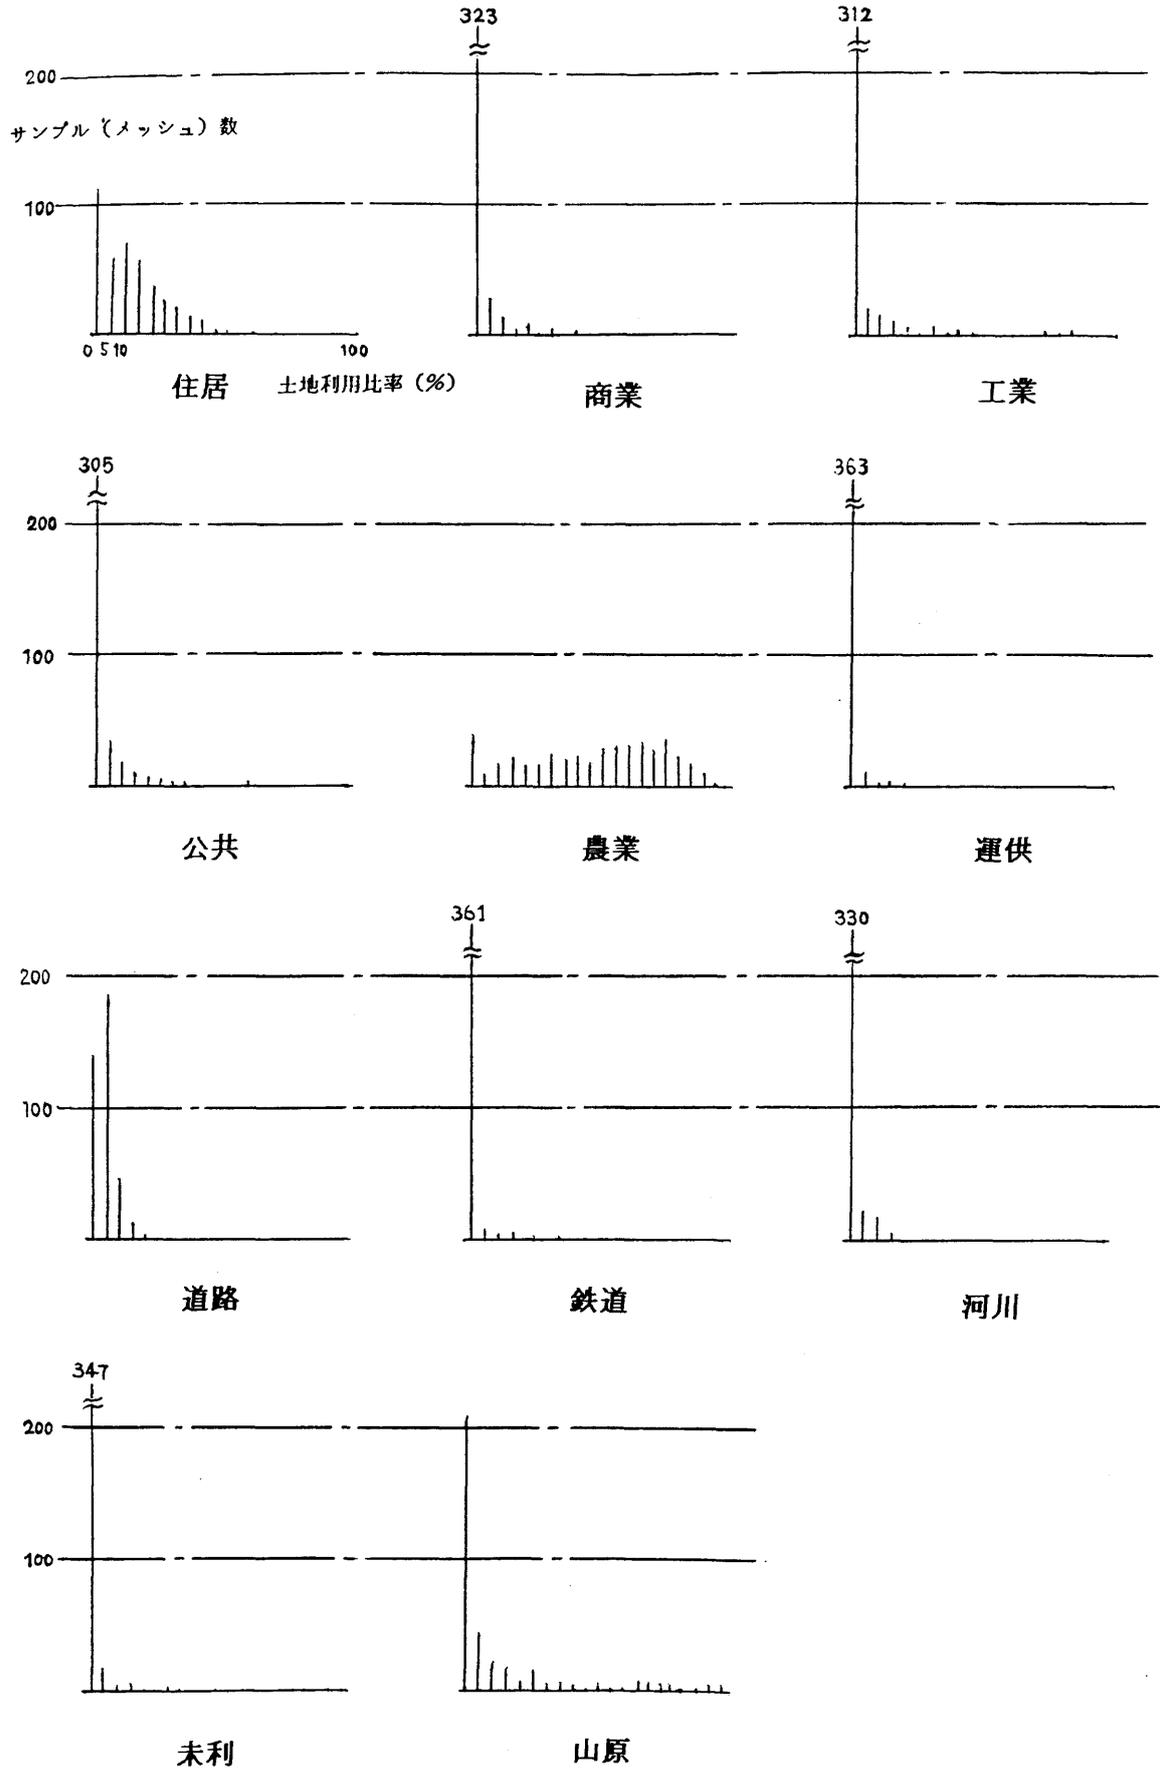 323
312
200
サンプル(メッシュ)数
100
0 5 10 100
住居 土地利用比率(%)
商業
工業
305
363
200
100
公共
農業
運供
361
330
200
100
道路
鉄道
河川
347
200
100
未利
山原